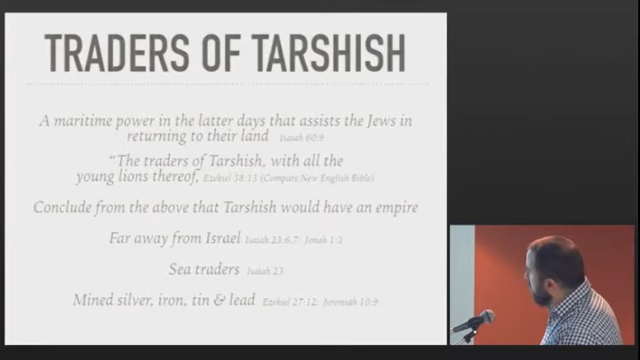 TRADERS OF TARSHISH
A maritime power in the latter days that assists the Jews in
returning to their land Isaiah 60:9
"The traders of Tarshish, with all the
young lions thereof, Ezekiel 38:13 (Compare New English Bible)
Conclude from the above that Tarshish would have an empire
Far away from Israel Isaiah 23:6,7; Jonah 1:3
Sea traders Isaiah 23
Mined silver, iron, tin & lead Ezekiel 27:12; Jeremiah 10:9